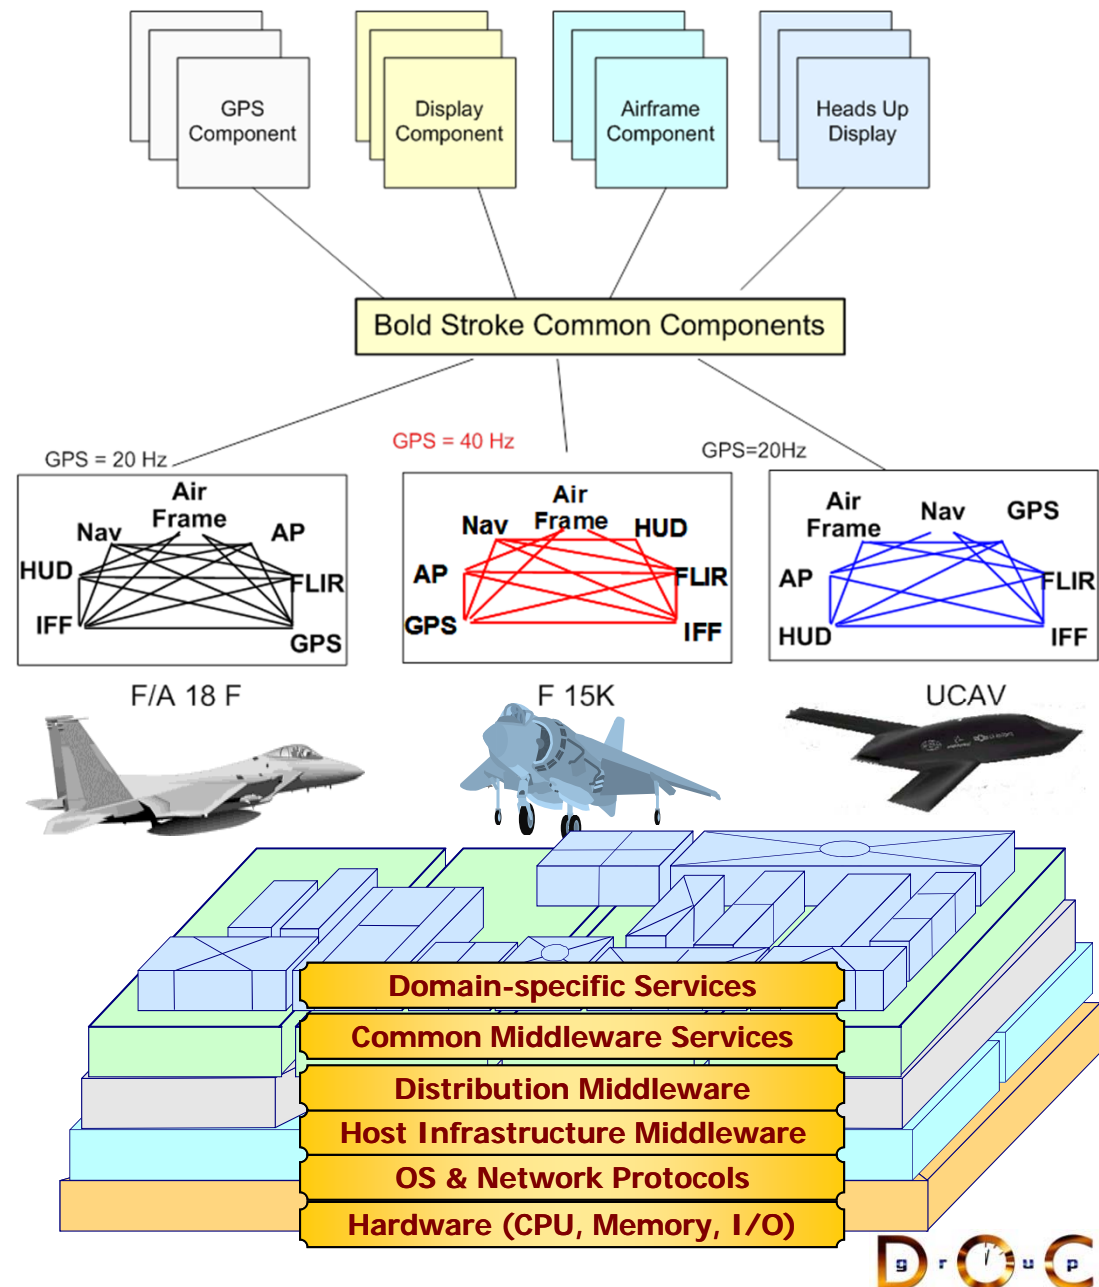 GPS
Component
Display
Component
Airframe
Component
Heads Up
Display
Bold Stroke Common Components
GPS = 20 Hz
GPS = 40 Hz
GPS=20Hz
Air
Frame
Nav
AP
HUD
FLIR
IFF
GPS
Air
Frame
Nav
HUD
AP
FLIR
GPS
IFF
Air
Frame
Nav
GPS
AP
FLIR
HUD
IFF
F/A 18 F
F 15K
UCAV
Domain-specific Services
Common Middleware Services
Distribution Middleware
Host Infrastructure Middleware
OS & Network Protocols
Hardware (CPU, Memory, I/O)
DOC
group